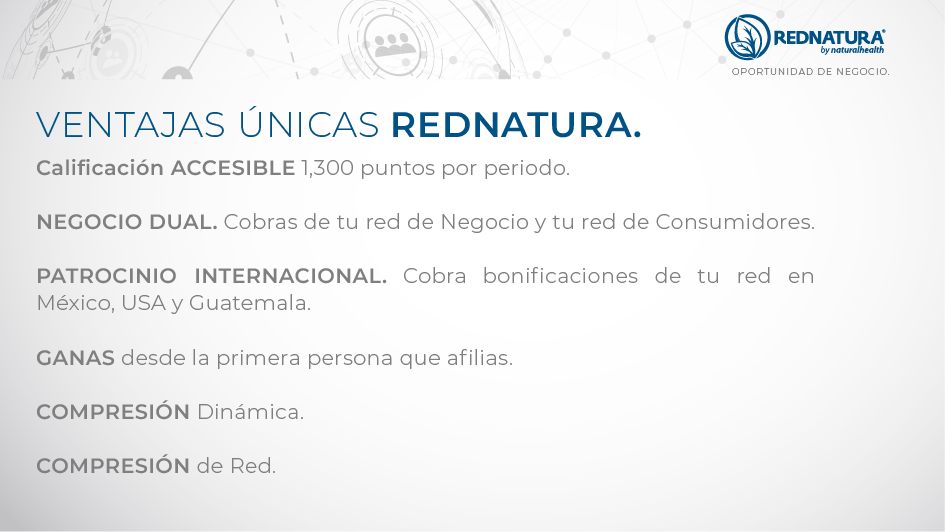 REDNATURA®
by naturalhealth
OPORTUNIDAD DE NEGOCIO.
VENTAJAS ÚNICAS REDNATURA.
Calificación ACCESIBLE 1,300 puntos por periodo.
NEGOCIO DUAL. Cobras de tu red de Negocio y tu red de Consumidores.
PATROCINIO INTERNACIONAL. Cobra bonificaciones de tu red en
México, USA y Guatemala.
GANAS desde la primera persona que afilias.
COMPRESIÓN Dinámica.
COMPRESIÓN de Red.